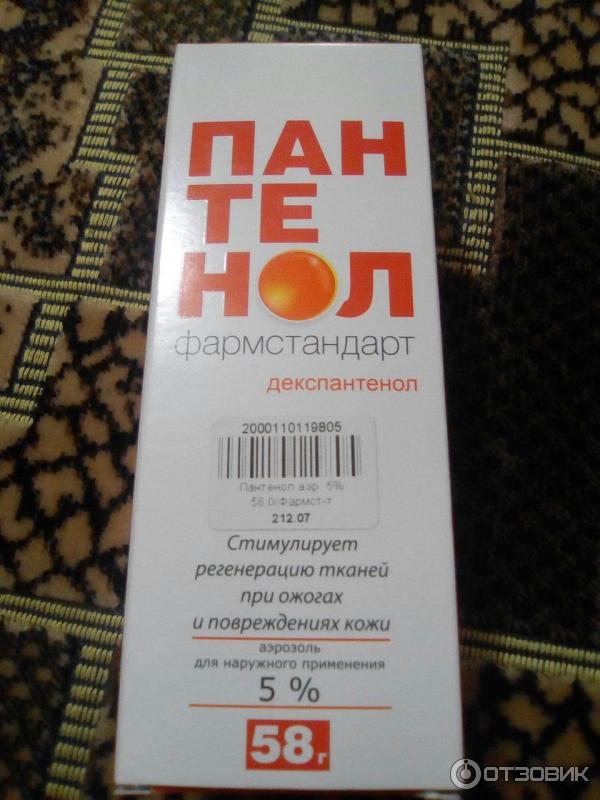 ПАН
ТЕ
НОЛ
фармстандарт
декспантенол
2000110119805
Пантенол аэр. 5%
58.0/Фармст-т
212.07
Стимулирует
регенерацию тканей
при ожогах
и повреждениях кожи
аэрозоль
для наружного применения
5 %
58 г
ОТЗОВИК